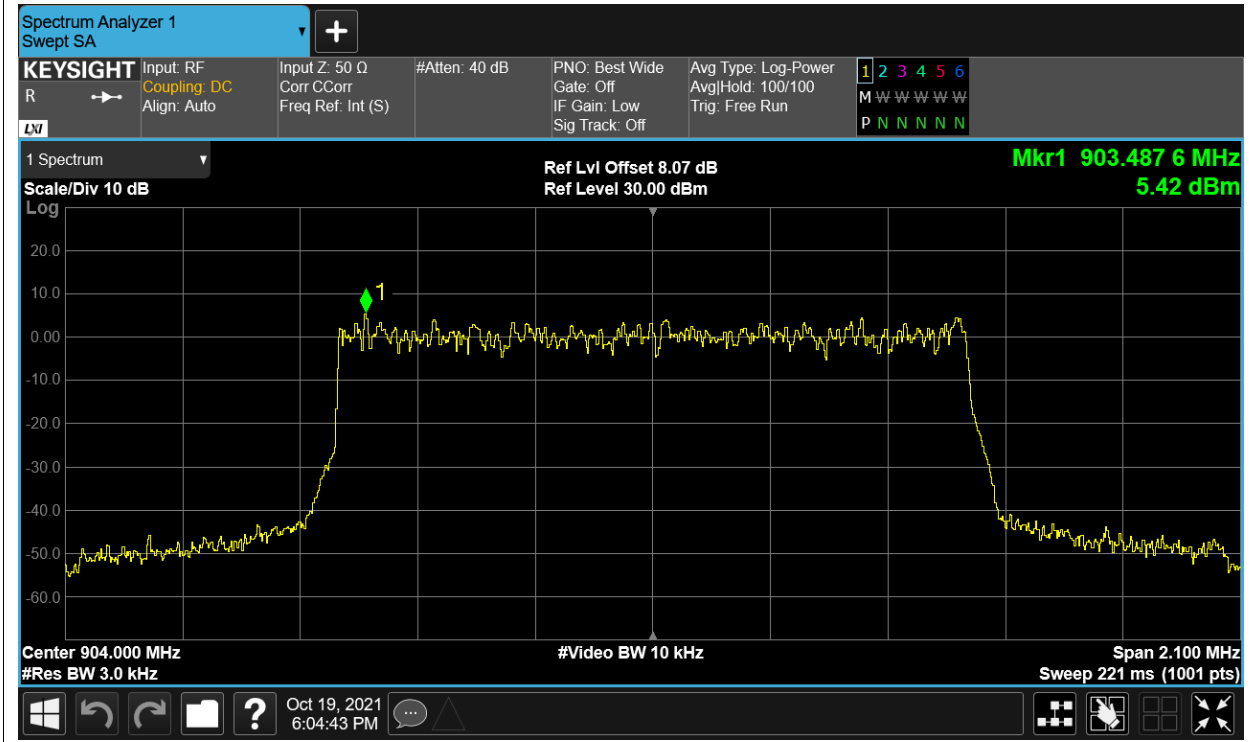 Spectrum Analyzer 1
Swept SA
+
KEYSIGHT Input: RF Input Z: 50 Ω #Atten: 40 dB PNO: Best Wide Avg Type: Log-Power 1 2 3 4 5 6
R Coupling: DC Corr CCorr Gate: Off Avg|Hold: 100/100 M W W W W W
Align: Auto Freq Ref: Int (S) IF Gain: Low Trig: Free Run
LXI Sig Track: Off P N N N N N
1 Spectrum Ref Lvl Offset 8.07 dB Mkr1 903.487 6 MHz
Scale/Div 10 dB Ref Level 30.00 dBm 5.42 dBm
Log
20.0
10.0
1
0.00
-10.0
-20.0
-30.0
-40.0
-50.0
-60.0
Center 904.000 MHz #Video BW 10 kHz Span 2.100 MHz
#Res BW 3.0 kHz Sweep 221 ms (1001 pts)
? Oct 19, 2021
6:04:43 PM